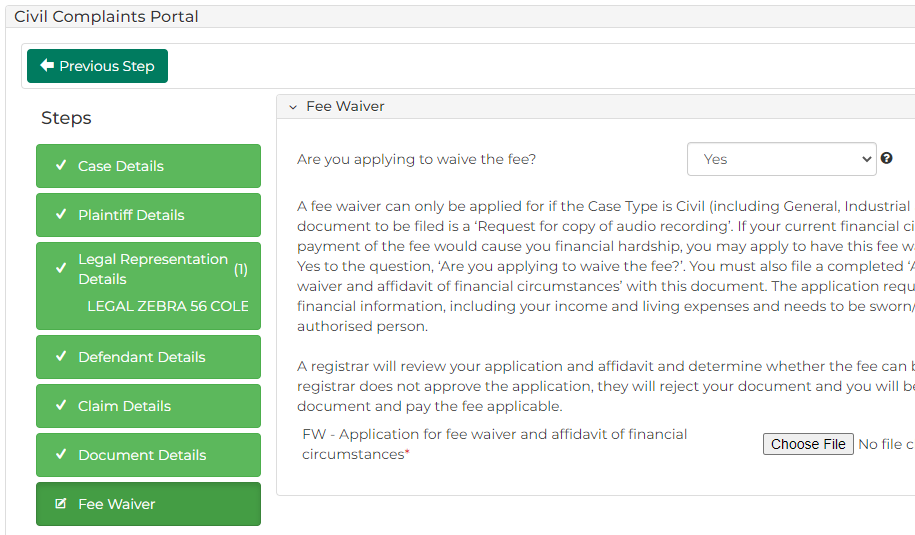 Civil Complaints Portal
Previous Step
Steps
Case Details
Plaintiff Details
Legal Representation Details (1)
LEGAL ZEBRA 56 COLE
Defendant Details
Claim Details
Document Details
Fee Waiver
Fee Waiver
Are you applying to waive the fee?
Yes
A fee waiver can only be applied for if the Case Type is Civil (including General, Industrial
document to be filed is a ‘Request for copy of audio recording’. If your current financial ci
payment of the fee would cause you financial hardship, you may apply to have this fee w
Yes to the question, ‘Are you applying to waive the fee?’. You must also file a completed ‘A
waiver and affidavit of financial circumstances’ with this document. The application requ
financial information, including your income and living expenses and needs to be sworn/
authorised person.
A registrar will review your application and affidavit and determine whether the fee can b
registrar does not approve the application, they will reject your document and you will be
document and pay the fee applicable.
FW - Application for fee waiver and affidavit of financial
circumstances*
Choose File No file c